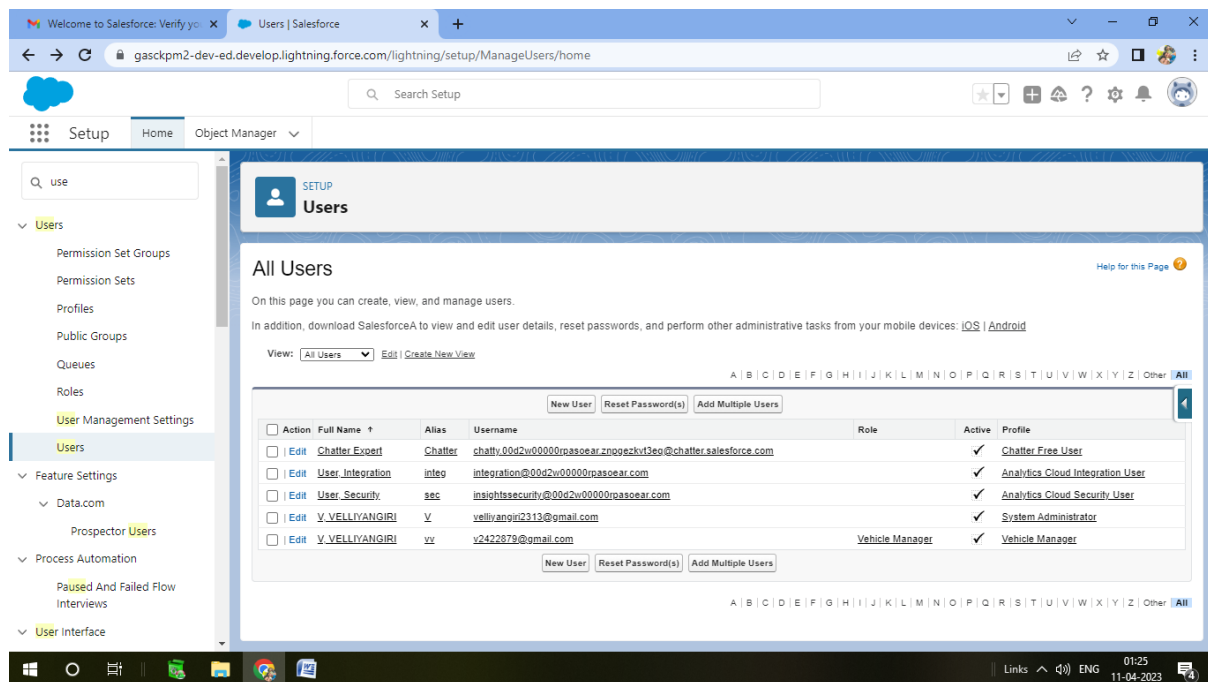 Welcome to Salesforce: Verify yo
Users | Salesforce
gasckpm2-dev-ed.develop.lightning.force.com/lightning/setup/ManageUsers/home
Search Setup
Setup Home Object Manager
use
Users
Permission Set Groups
Permission Sets
Profiles
Public Groups
Queues
Roles
User Management Settings
Users
Feature Settings
Data.com
Prospector Users
Process Automation
Paused And Failed Flow
Interviews
User Interface
SETUP
Users
All Users
Help for this Page ?
On this page you can create, view, and manage users.
In addition, download SalesforceA to view and edit user details, reset passwords, and perform other administrative tasks from your mobile devices: iOS | Android
View: All Users Edit | Create New View
A | B | C | D | E | F | G | H | I | J | K | L | M | N | O | P | Q | R | S | T | U | V | W | X | Y | Z | Other All
New User Reset Password(s) Add Multiple Users
Action Full Name ↑ Alias Username Role Active Profile
| Edit Chatter Expert Chatter chatty.00d2w00000rpasoear.znpgezkvt3eq@chatter.salesforce.com ✓ Chatter Free User
| Edit User, Integration integ integration@00d2w00000rpasoear.com ✓ Analytics Cloud Integration User
| Edit User, Security sec insightssecurity@00d2w00000rpasoear.com ✓ Analytics Cloud Security User
| Edit V, VELLIYANGIRI V velliyangiri2313@gmail.com ✓ System Administrator
| Edit V, VELLIYANGIRI vv v2422879@gmail.com Vehicle Manager ✓ Vehicle Manager
New User Reset Password(s) Add Multiple Users
A | B | C | D | E | F | G | H | I | J | K | L | M | N | O | P | Q | R | S | T | U | V | W | X | Y | Z | Other All
Links ENG 01:25
11-04-2023
4